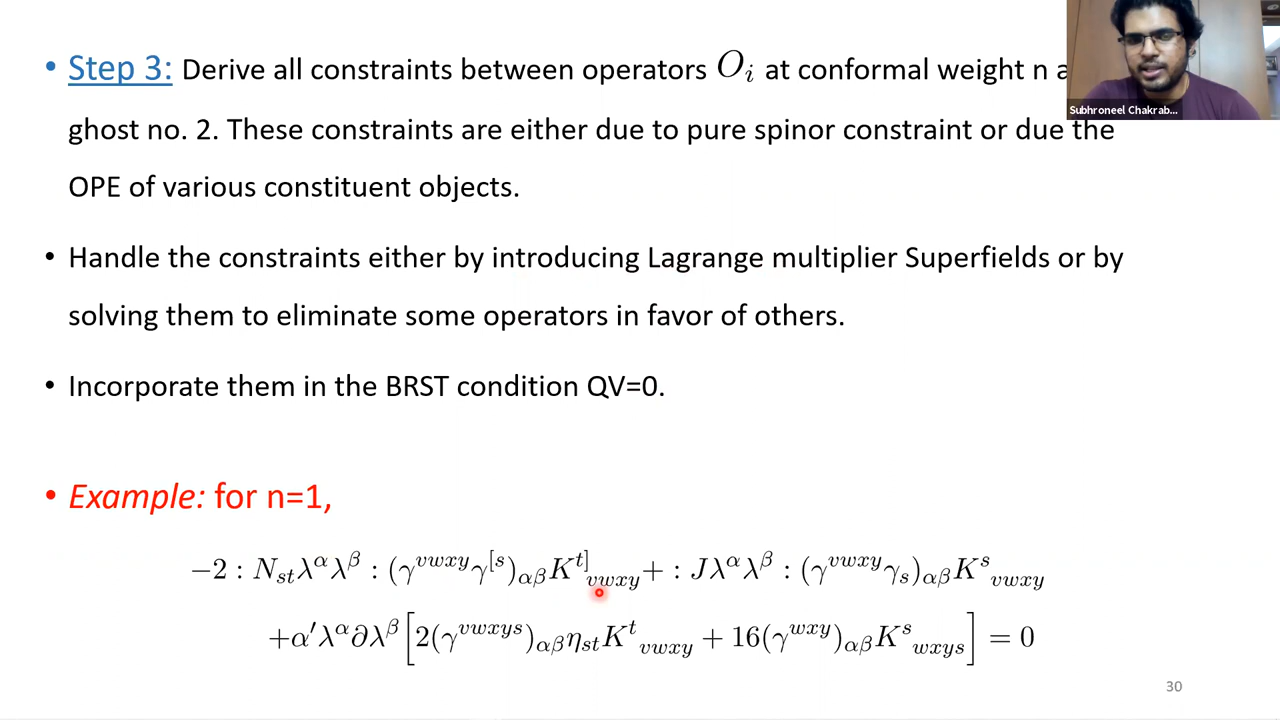 • Step 3: Derive all constraints between operators $O_i$ at conformal weight n a
ghost no. 2. These constraints are either due to pure spinor constraint or due the
OPE of various constituent objects.
• Handle the constraints either by introducing Lagrange multiplier Superfields or by
solving them to eliminate some operators in favor of others.
• Incorporate them in the BRST condition QV=0.
• Example: for n=1,
$-2 : N_{st}\lambda^\alpha\lambda^\beta : (\gamma^{vwxy}\gamma^{[s})_{\alpha\beta}K^{t]}{}_{vwxy} + : J\lambda^\alpha\lambda^\beta : (\gamma^{vwxy}\gamma_s)_{\alpha\beta}K^s{}_{vwxy}$
$+\alpha'\lambda^\alpha\partial\lambda^\beta\left[2(\gamma^{vwxys})_{\alpha\beta}\eta_{st}K^t{}_{vwxy} + 16(\gamma^{wxy})_{\alpha\beta}K^s{}_{wxys}\right] = 0$
30
Subhroneel Chakrab...